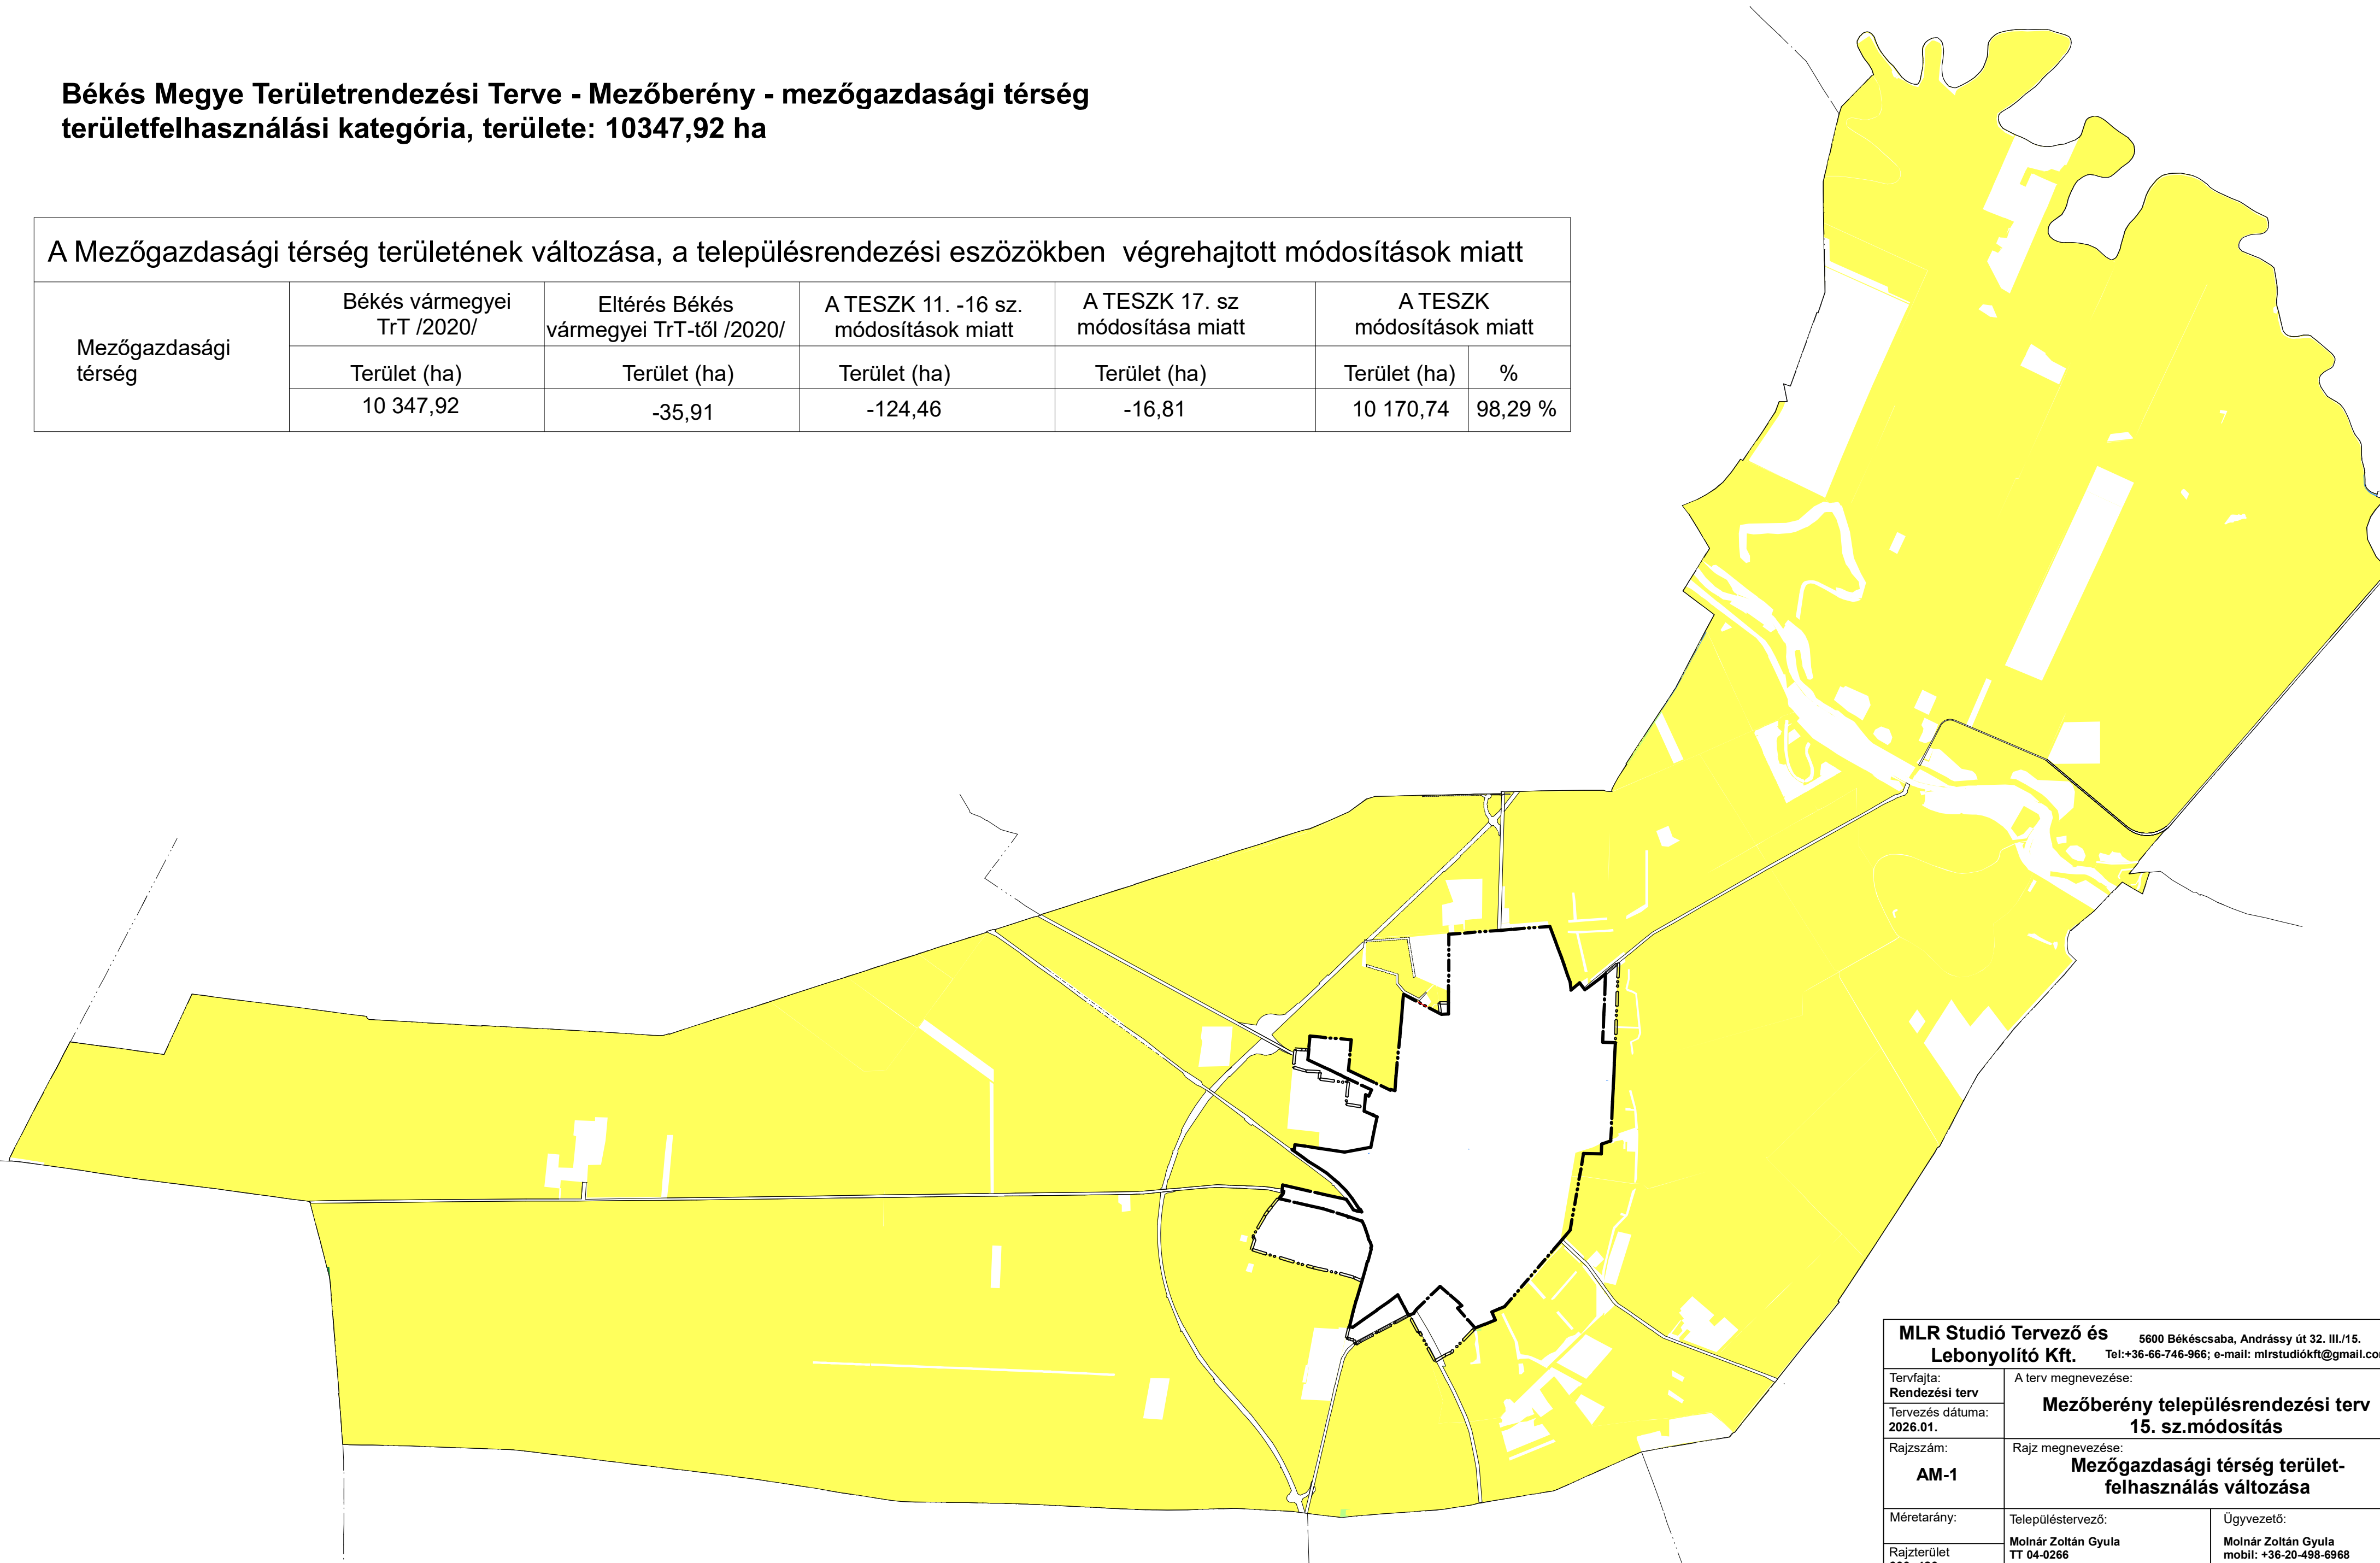 Békés Megye Területrendezési Terve - Mezőberény - mezőgazdasági térség
területfelhasználási kategória, területe: 10347,92 ha
A Mezőgazdasági térség területének változása, a településrendezési eszözökben végrehajtott módosítások miatt
Mezőgazdasági
térség
Békés vármegyei
TrT /2020/
Eltérés Békés
vármegyei TrT-től /2020/
A TESZK 11. -16 sz.
módosítások miatt
A TESZK 17. sz
módosítása miatt
A TESZK
módosítások miatt
Terület (ha)
Terület (ha)
Terület (ha)
Terület (ha)
Terület (ha)
%
10 347,92
-35,91
-124,46
-16,81
10 170,74
98,29 %
MLR Studió Tervező és
Lebonyolító Kft.
5600 Békéscsaba, Andrássy út 32. III./15.
Tel:+36-66-746-966; e-mail: mlrstudiókft@gmail.co
Tervfajta:
Rendezési terv
A terv megnevezése:
Mezőberény településrendezési terv
15. sz.módosítás
Tervezés dátuma:
2026.01.
Rajzszám:
AM-1
Rajz megnevezése:
Mezőgazdasági térség terület-
felhasználás változása
Méretarány:
Településtervező:
Molnár Zoltán Gyula
TT 04-0266
Ügyvezető:
Molnár Zoltán Gyula
mobil: +36-20-498-6968
Rajzterület